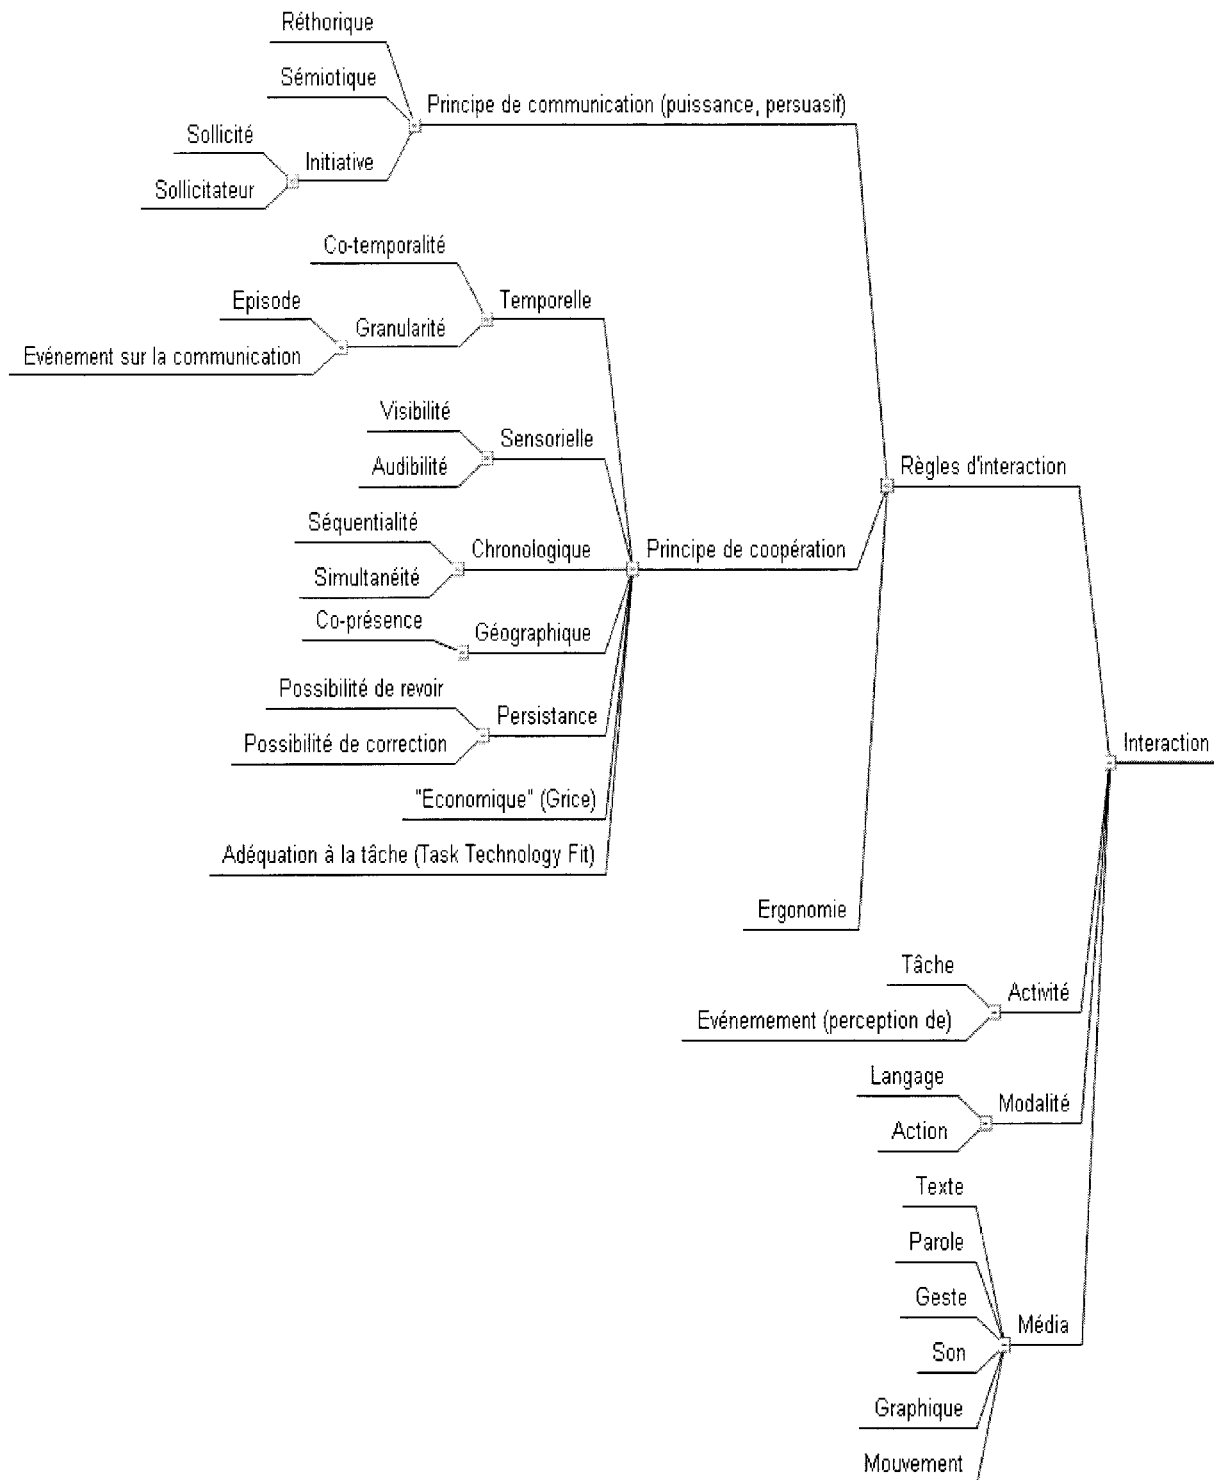 Réthorique
Sémiotique
Principe de communication (puissance, persuasif)
Sollicité
Initiative
Sollicitateur
Co-temporalité
Episode
Temporelle
Granularité
Evénement sur la communication
Visibilité
Sensorielle
Audibilité
Règles d'interaction
Séquentialité
Chronologique
Principe de coopération
Simultanéité
Co-présence
Géographique
Possibilité de revoir
Persistance
Possibilité de correction
Interaction
"Economique" (Grice)
Adéquation à la tâche (Task Technology Fit)
Ergonomie
Tâche
Activité
Evénemement (perception de)
Langage
Modalité
Action
Texte
Parole
Geste
Média
Son
Graphique
Mouvement